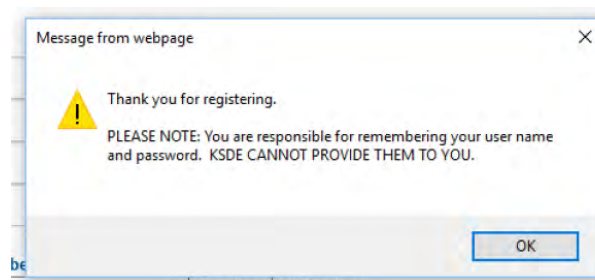 Message from webpage
Thank you for registering.
PLEASE NOTE: You are responsible for remembering your user name
and password. KSDE CANNOT PROVIDE THEM TO YOU.
OK
be